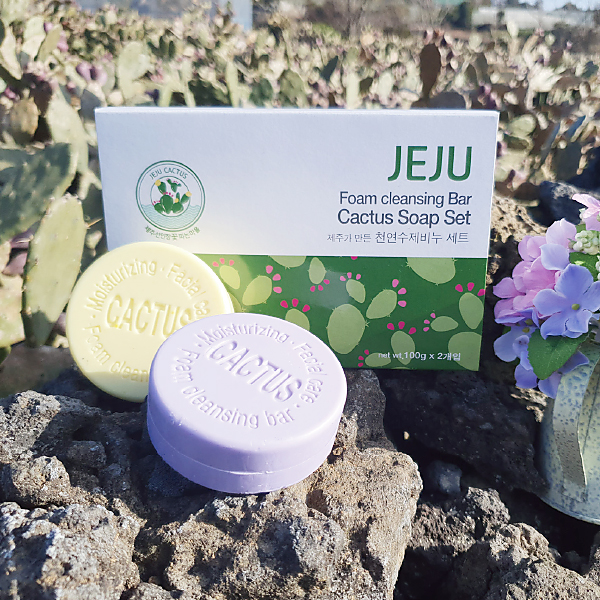 JEJU
Foam cleansing Bar
Cactus Soap Set
제주가 만든 천연수제비누 세트
JEJU CACTUS
net wt,100g x 2개입
Moisturizing · Facial ca
CACTUS
Foam clean
Moisturizing · Facial care ·
CACTUS
Foam cleansing bar ·